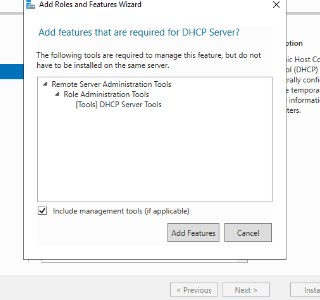 Add Roles and Features Wizard
Add features that are required for DHCP Server?
The following tools are required to manage this feature, but do not
have to be installed on the same server.
Remote Server Administration Tools
Role Administration Tools
[Tools] DHCP Server Tools
Include management tools (if applicable)
Add Features
Cancel
ption
ic Host Co
ol (DHCP)
rally confi
e tempora
informatio
ters.
< Previous
Next >
Insta